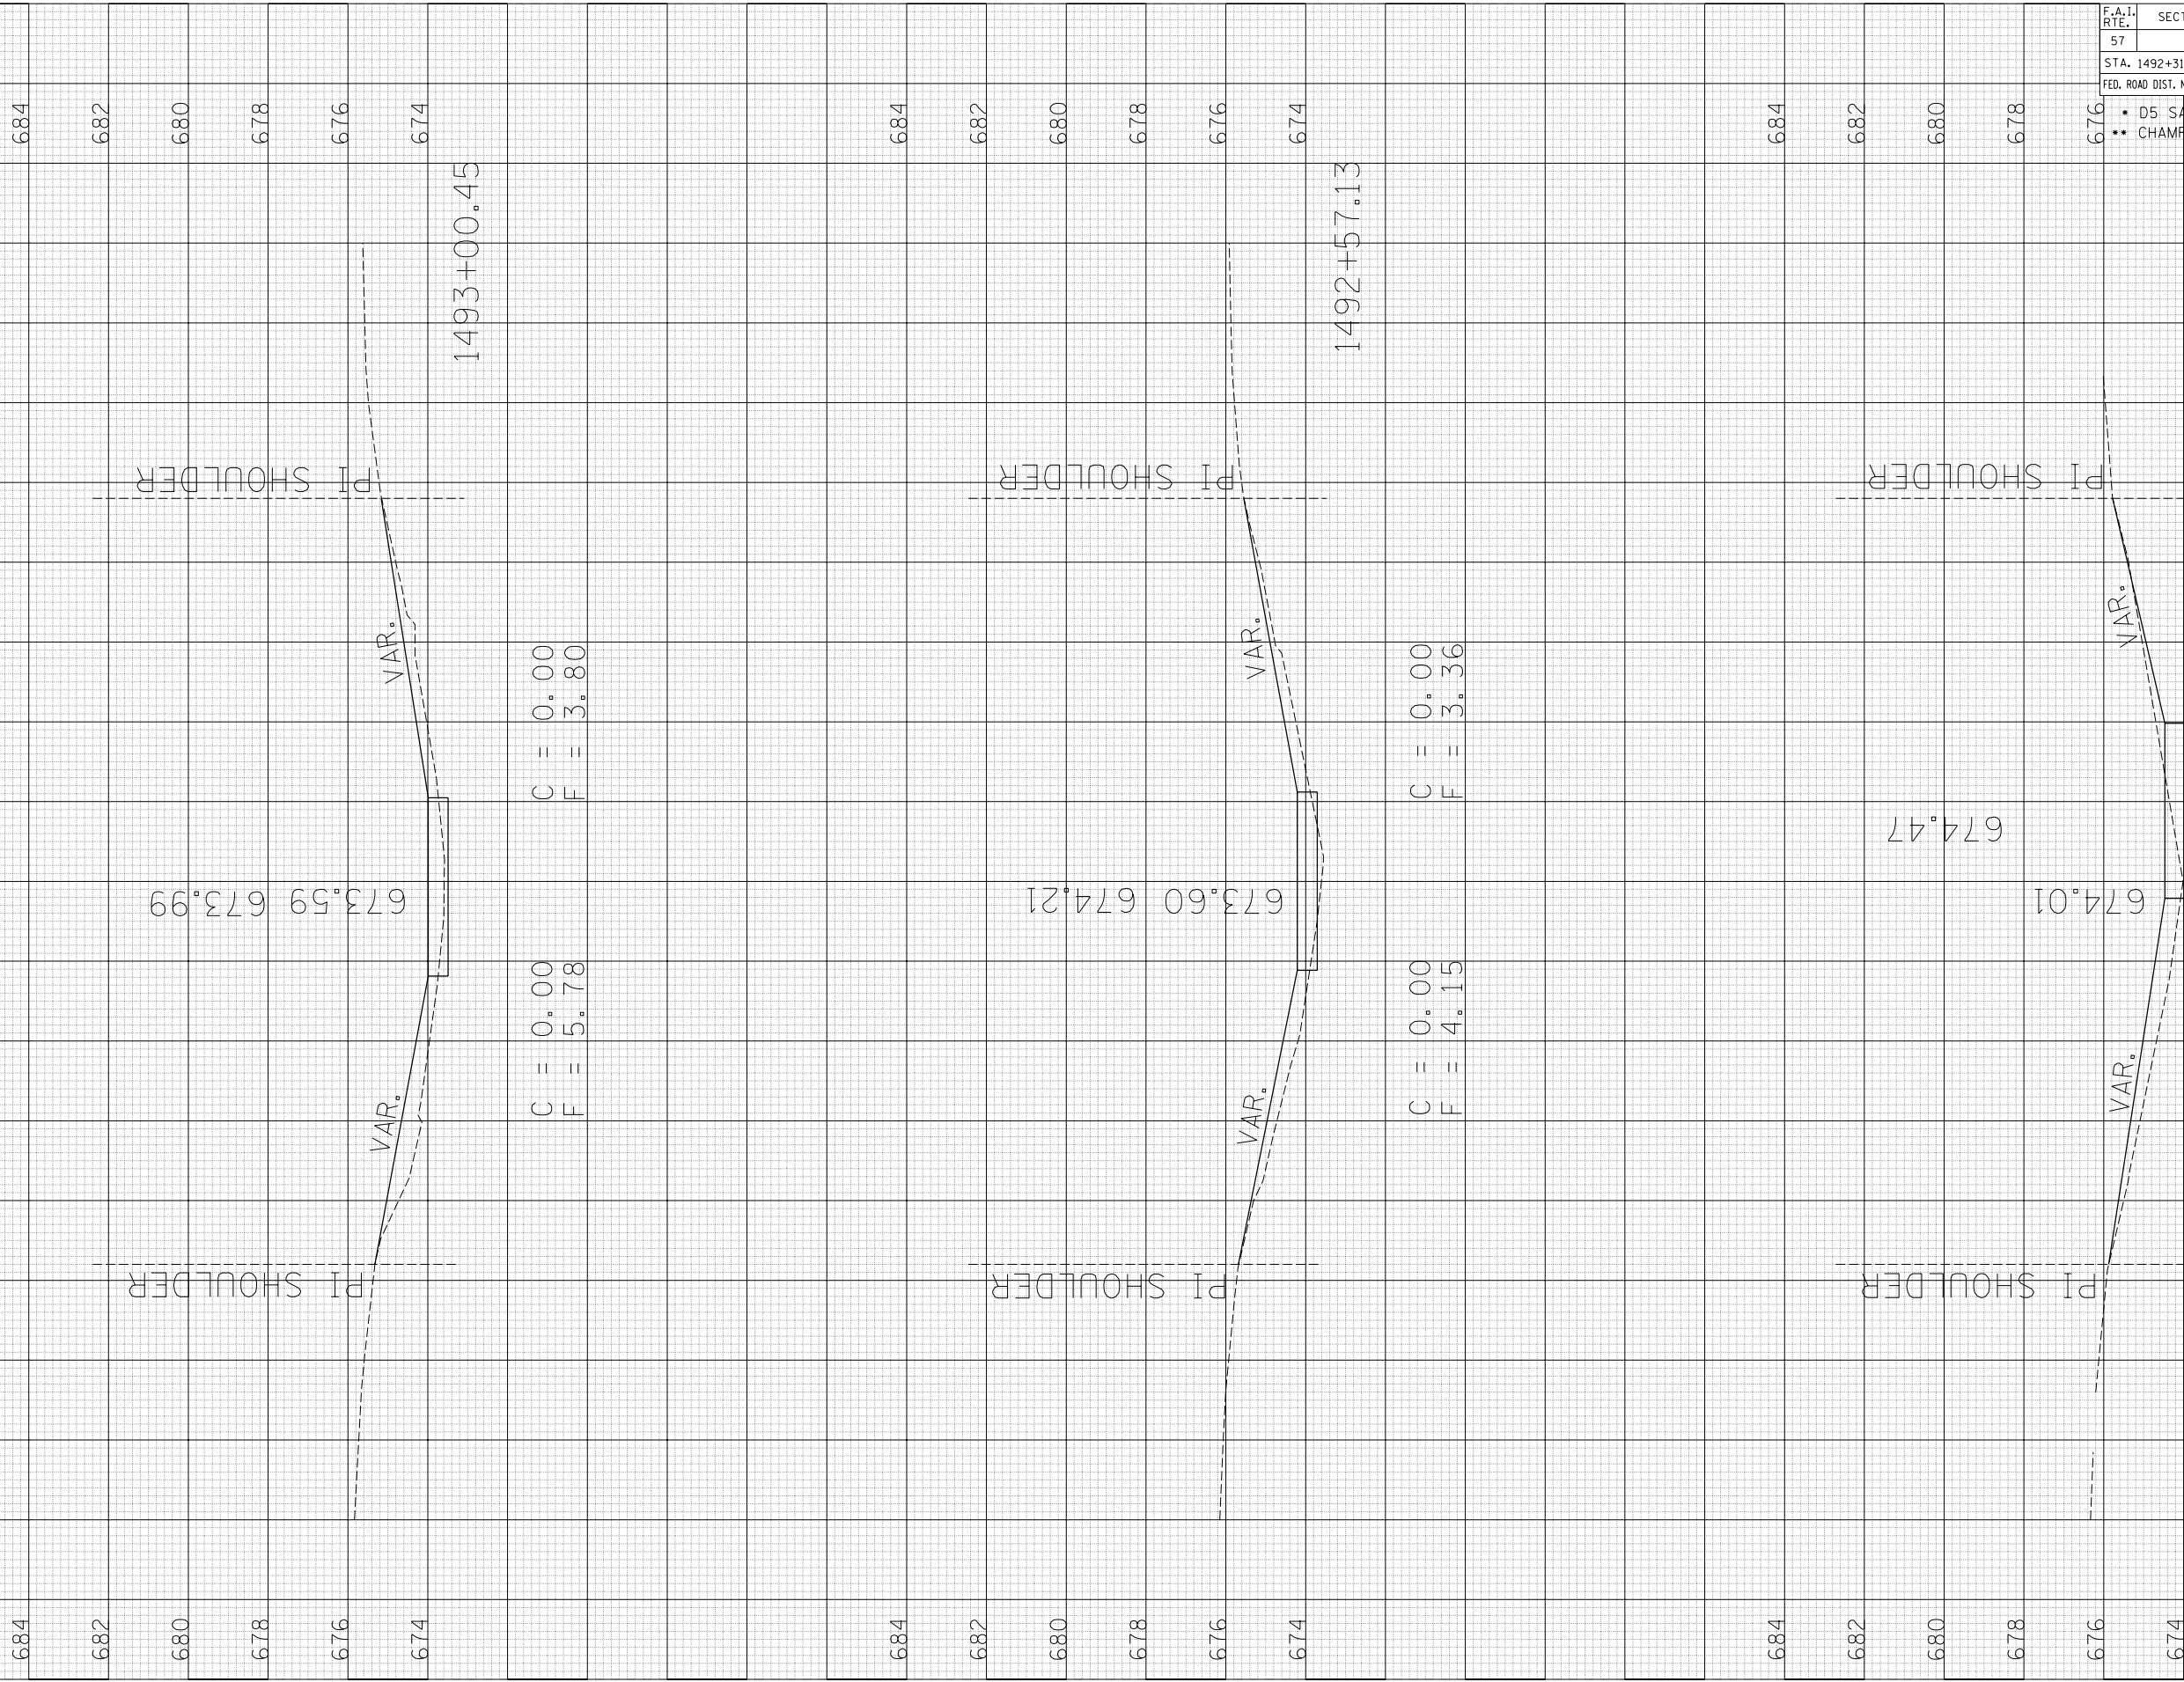 F.A.I. RTE.
SECT
57
STA. 1492+31
FED. ROAD DIST. N
* D5 SA
** CHAMP
684
682
680
678
676
674
1493+00.45
PI SHOULDER
VAR.
C = 0.00
F = 3.80
673.59
673.99
C = 0.00
F = 5.78
VAR.
PI SHOULDER
684
682
680
678
676
674
684
682
680
678
676
674
1492+57.13
PI SHOULDER
VAR.
C = 0.00
F = 3.36
673.60
674.21
C = 0.00
F = 4.15
VAR.
PI SHOULDER
684
682
680
678
676
674
684
682
680
678
676
PI SHOULDER
VAR.
674.47
674.01
VAR.
PI SHOULDER
684
682
680
678
676
674